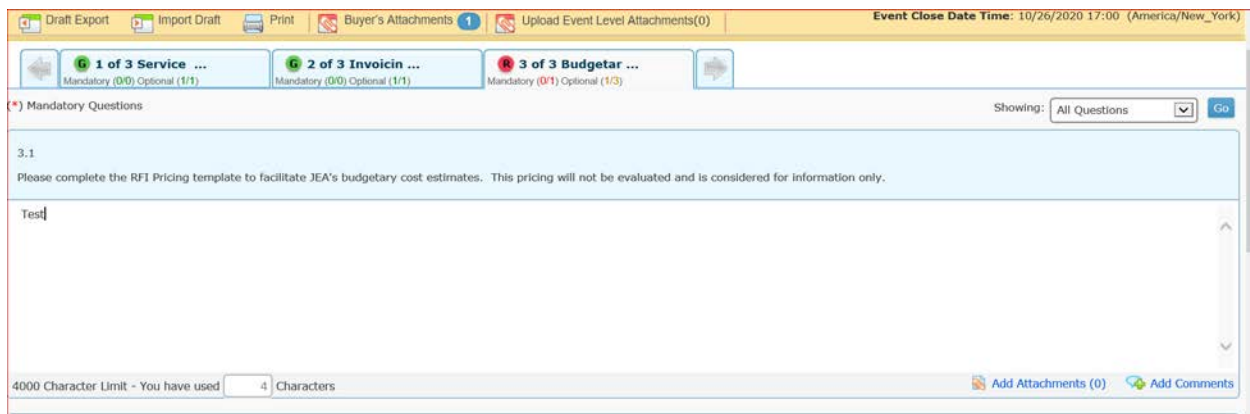 Draft Export Import Draft Print Buyer's Attachments 1 Upload Event Level Attachments(0) Event Close Date Time: 10/26/2020 17:00 (America/New_York)
G 1 of 3 Service ... G 2 of 3 Invoicin ... R 3 of 3 Budgetar ...
Mandatory (0/0) Optional (1/1) Mandatory (0/0) Optional (1/1) Mandatory (0/1) Optional (1/3)
(*) Mandatory Questions Showing: All Questions Go
3.1
Please complete the RFI Pricing template to facilitate JEA's budgetary cost estimates. This pricing will not be evaluated and is considered for information only.
Test
4000 Character Limit - You have used 4 Characters Add Attachments (0) Add Comments